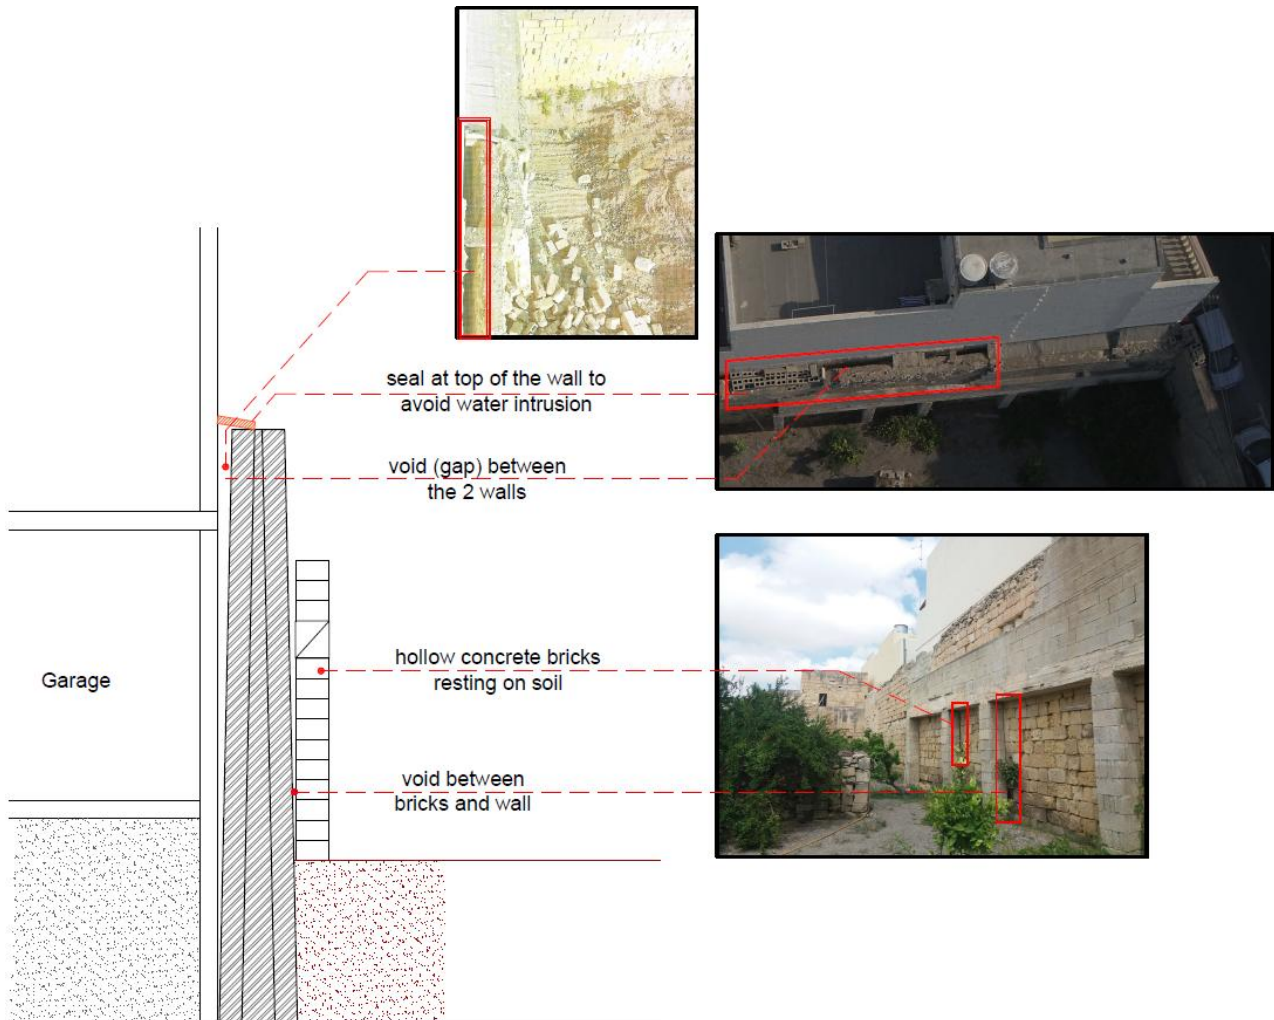 seal at top of the wall to
avoid water intrusion
void (gap) between
the 2 walls
hollow concrete bricks
resting on soil
Garage
void between
bricks and wall